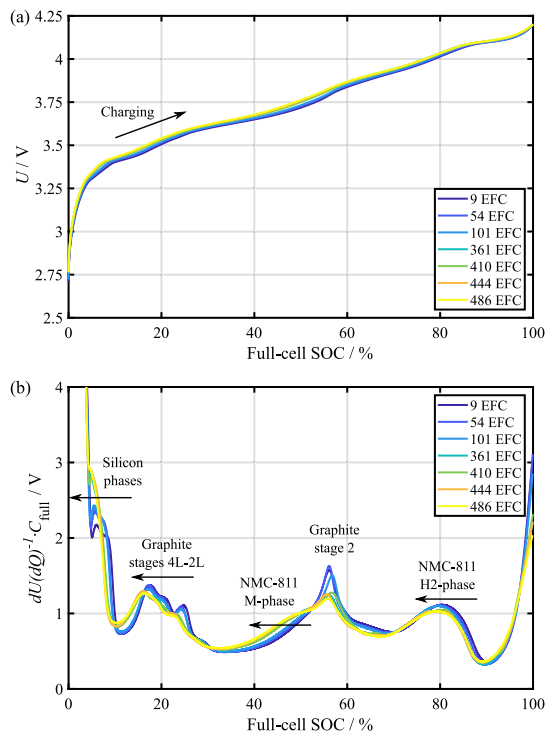 (a)
4.25
4
3.75
3.5
3.25
3
2.75
2.5
U / V
Charging
9 EFC
54 EFC
101 EFC
361 EFC
410 EFC
444 EFC
486 EFC
0
20
40
60
80
100
Full-cell SOC / %
(b)
4
3
2
1
0
dU(dQ)⁻¹·C_full / V
Silicon
phases
Graphite
stages 4L-2L
NMC-811
M-phase
Graphite
stage 2
NMC-811
H2-phase
9 EFC
54 EFC
101 EFC
361 EFC
410 EFC
444 EFC
486 EFC
0
20
40
60
80
100
Full-cell SOC / %